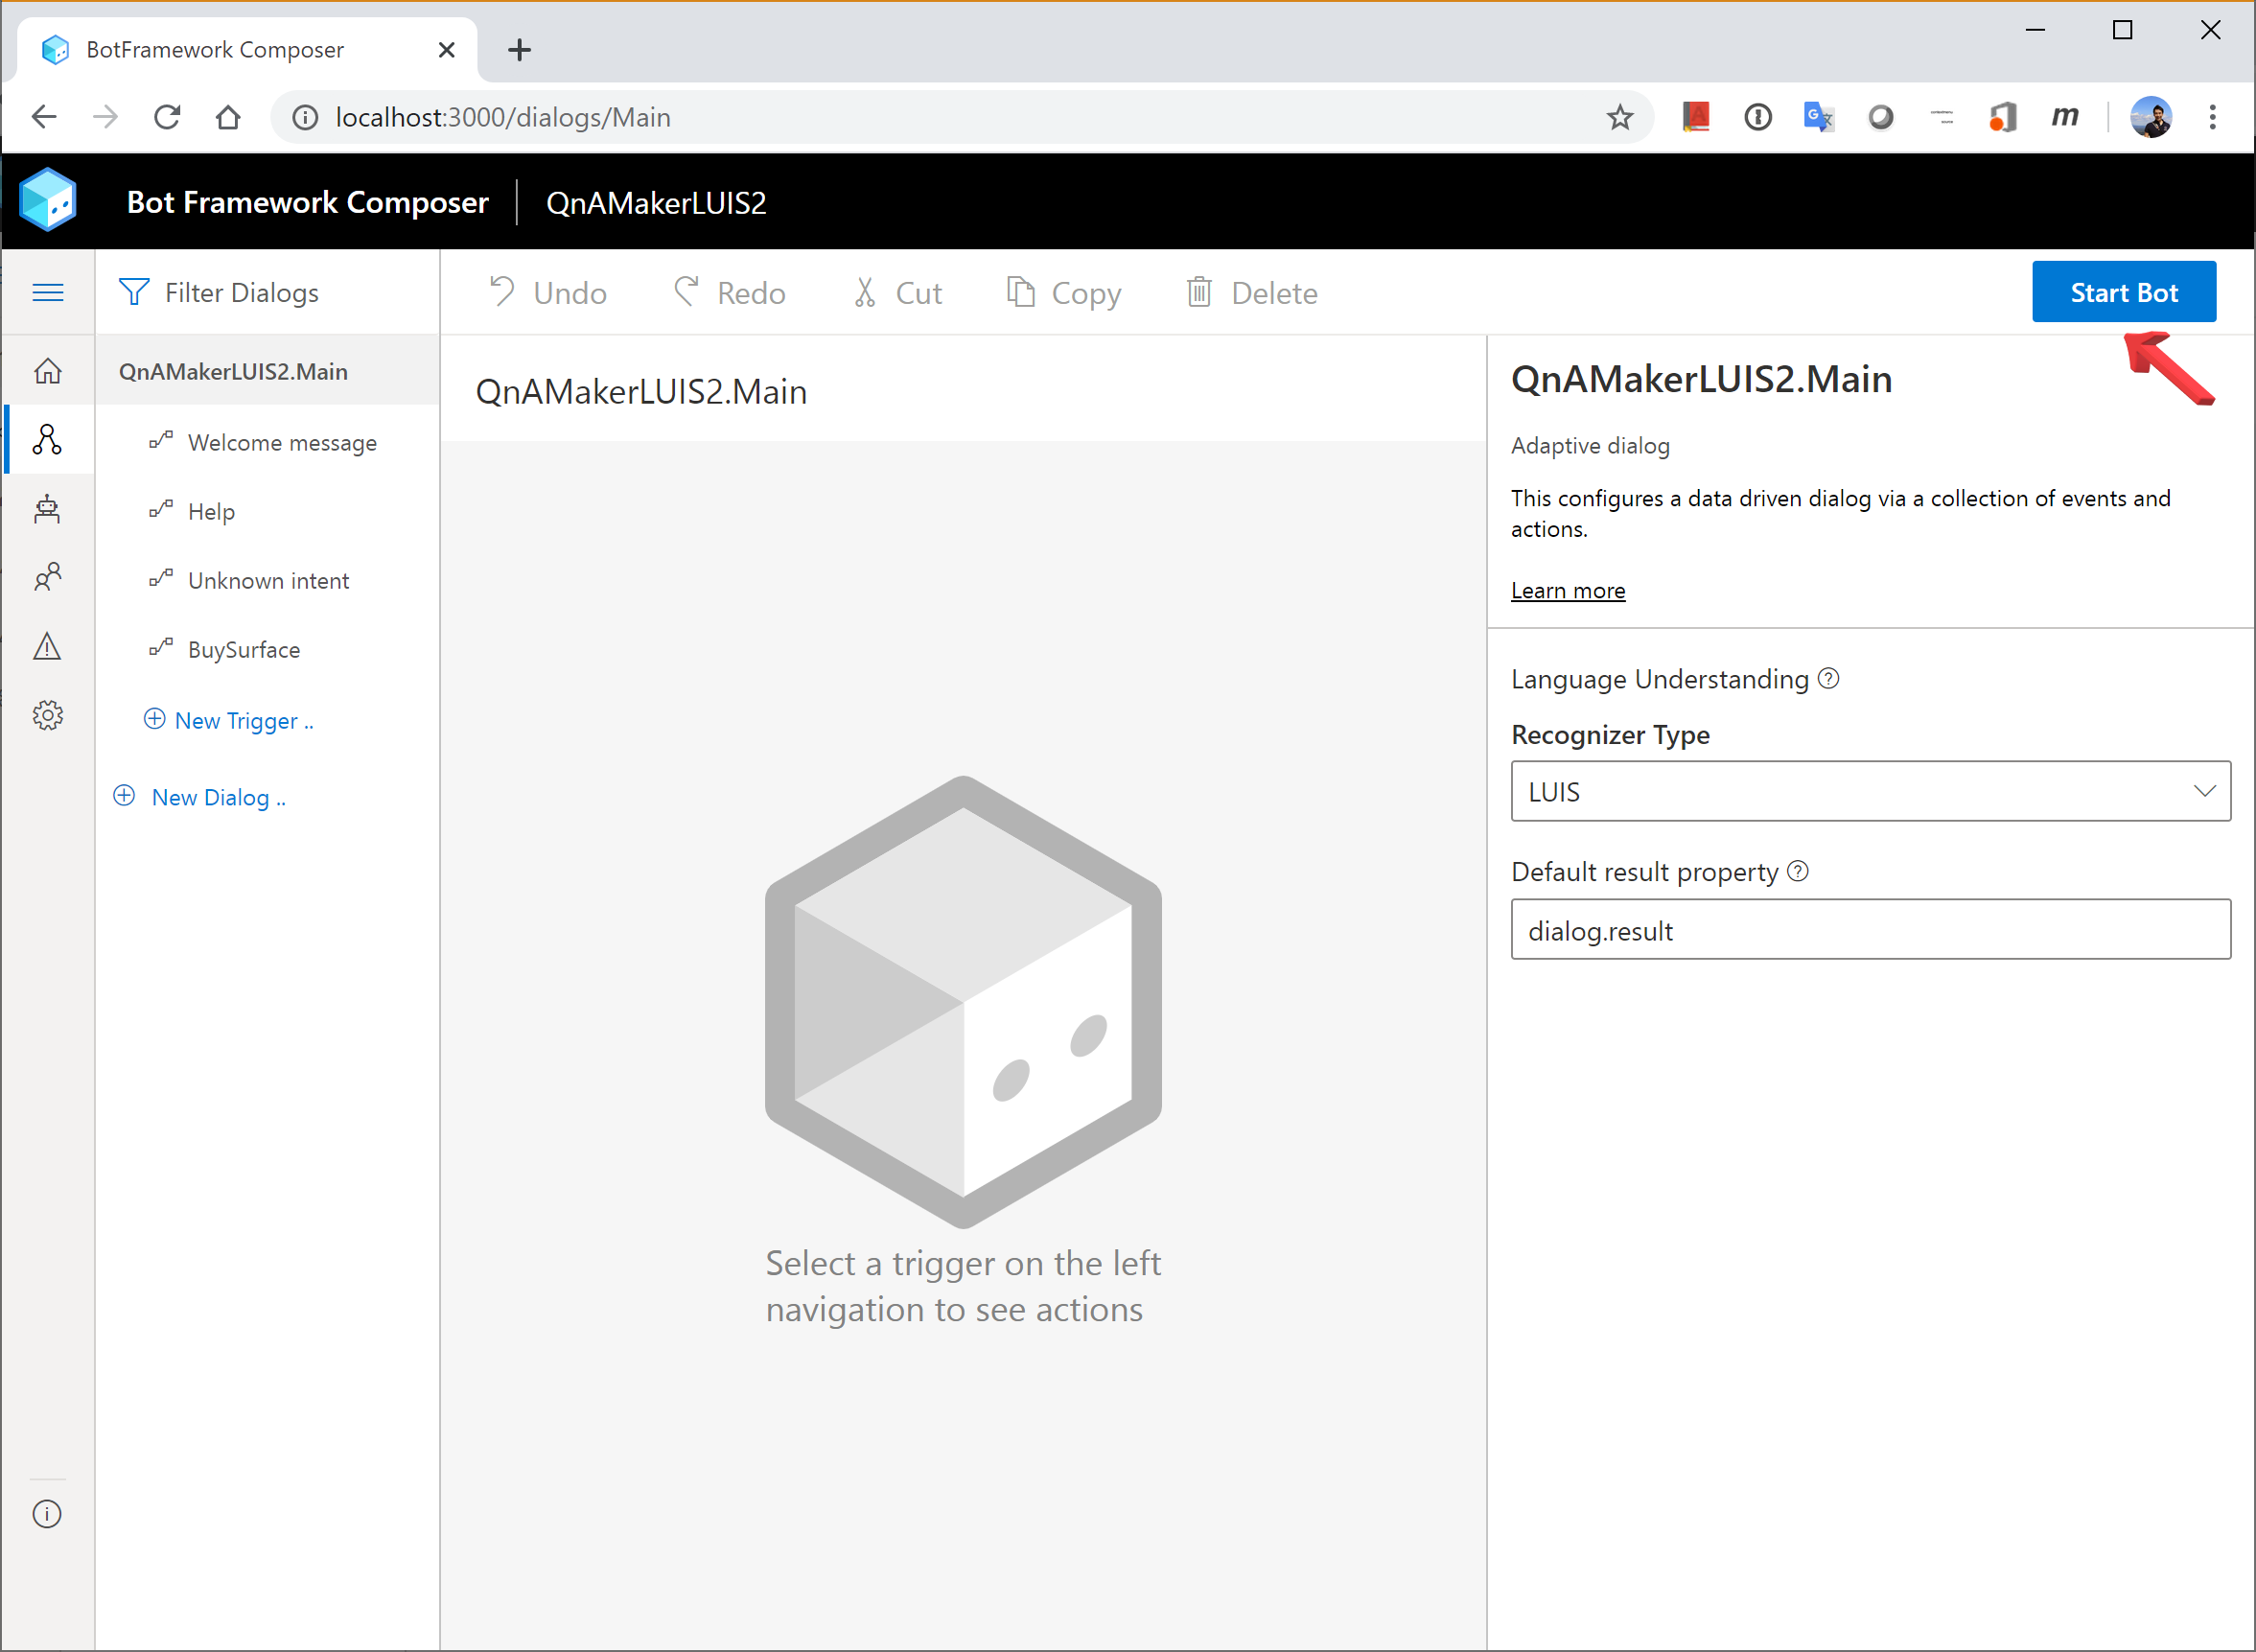 BotFramework Composer
localhost:3000/dialogs/Main
Bot Framework Composer
QnAMakerLUIS2
Filter Dialogs
Undo
Redo
Cut
Copy
Delete
Start Bot
QnAMakerLUIS2.Main
Welcome message
Help
Unknown intent
BuySurface
New Trigger ..
New Dialog ..
QnAMakerLUIS2.Main
Select a trigger on the left
navigation to see actions
QnAMakerLUIS2.Main
Adaptive dialog
This configures a data driven dialog via a collection of events and
actions.
Learn more
Language Understanding
Recognizer Type
LUIS
Default result property
dialog.result